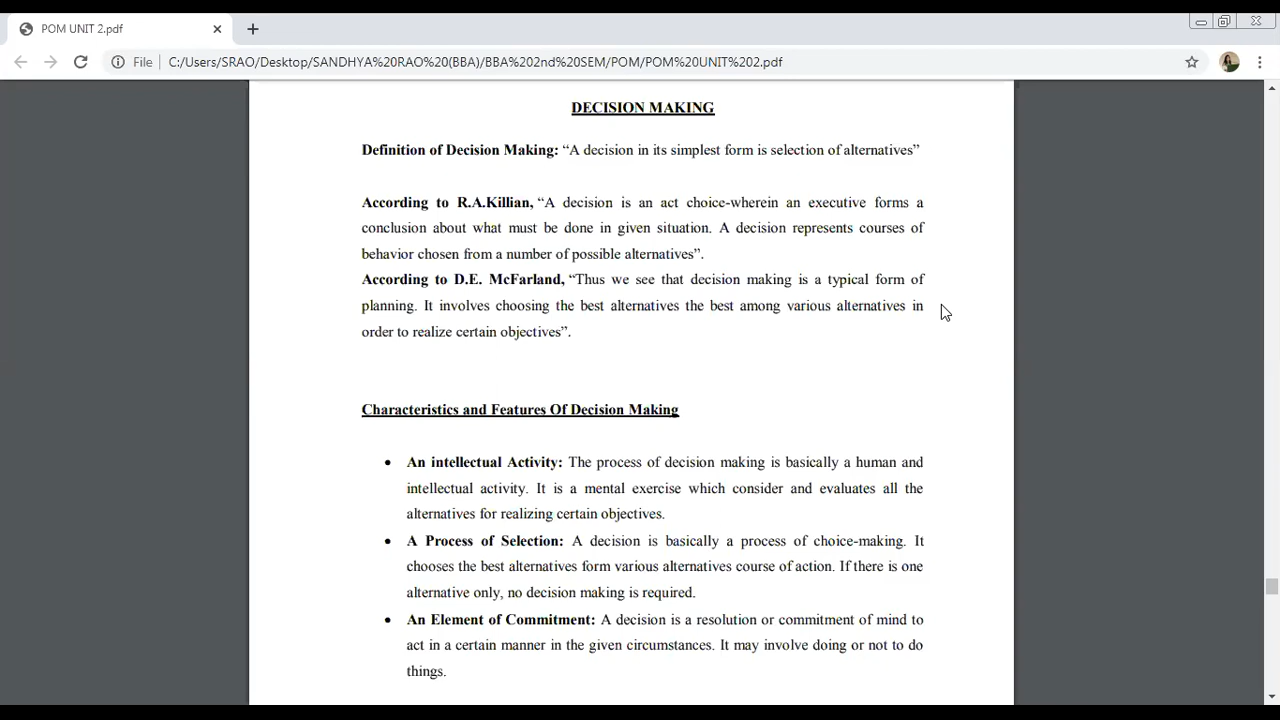 POM UNIT 2.pdf
File
C:/Users/SRAO/Desktop/SANDHYA%20RAO%20(BBA)/BBA%202nd%20SEM/POM/POM%20UNIT%202.pdf
DECISION MAKING
Definition of Decision Making: “A decision in its simplest form is selection of alternatives”
According to R.A.Killian, “A decision is an act choice-wherein an executive forms a
conclusion about what must be done in given situation. A decision represents courses of
behavior chosen from a number of possible alternatives”.
According to D.E. McFarland, “Thus we see that decision making is a typical form of
planning. It involves choosing the best alternatives the best among various alternatives in
order to realize certain objectives”.
Characteristics and Features Of Decision Making
• An intellectual Activity: The process of decision making is basically a human and
intellectual activity. It is a mental exercise which consider and evaluates all the
alternatives for realizing certain objectives.
• A Process of Selection: A decision is basically a process of choice-making. It
chooses the best alternatives form various alternatives course of action. If there is one
alternative only, no decision making is required.
• An Element of Commitment: A decision is a resolution or commitment of mind to
act in a certain manner in the given circumstances. It may involve doing or not to do
things.